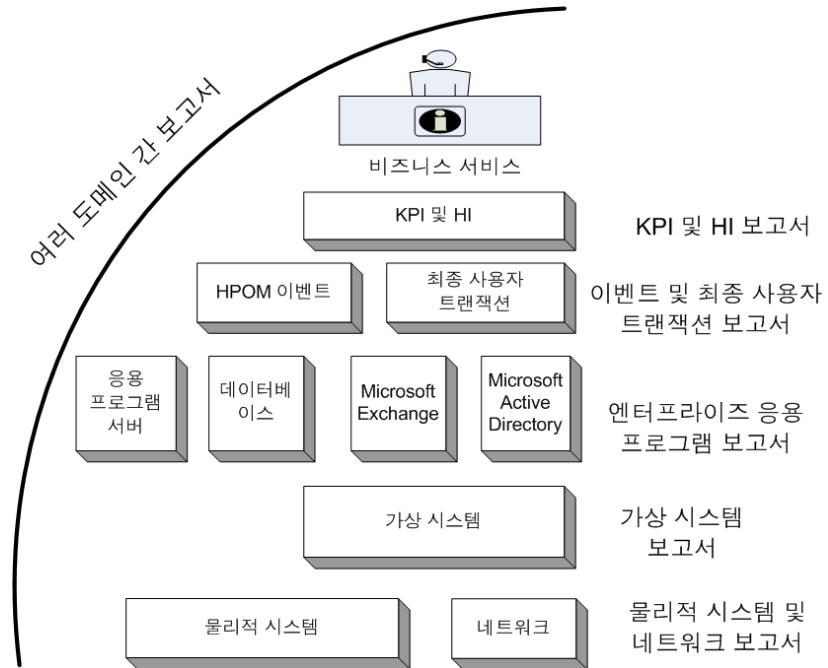 여러 도메인 간 보고서
비즈니스 서비스
KPI 및 HI
KPI 및 HI 보고서
HPOM 이벤트
최종 사용자
트랜잭션
이벤트 및 최종 사용자
트랜잭션 보고서
응용
프로그램
서버
데이터베
이스
Microsoft
Exchange
Microsoft
Active
Directory
엔터프라이즈 응용
프로그램 보고서
가상 시스템
가상 시스템
보고서
물리적 시스템
네트워크
물리적 시스템 및
네트워크 보고서